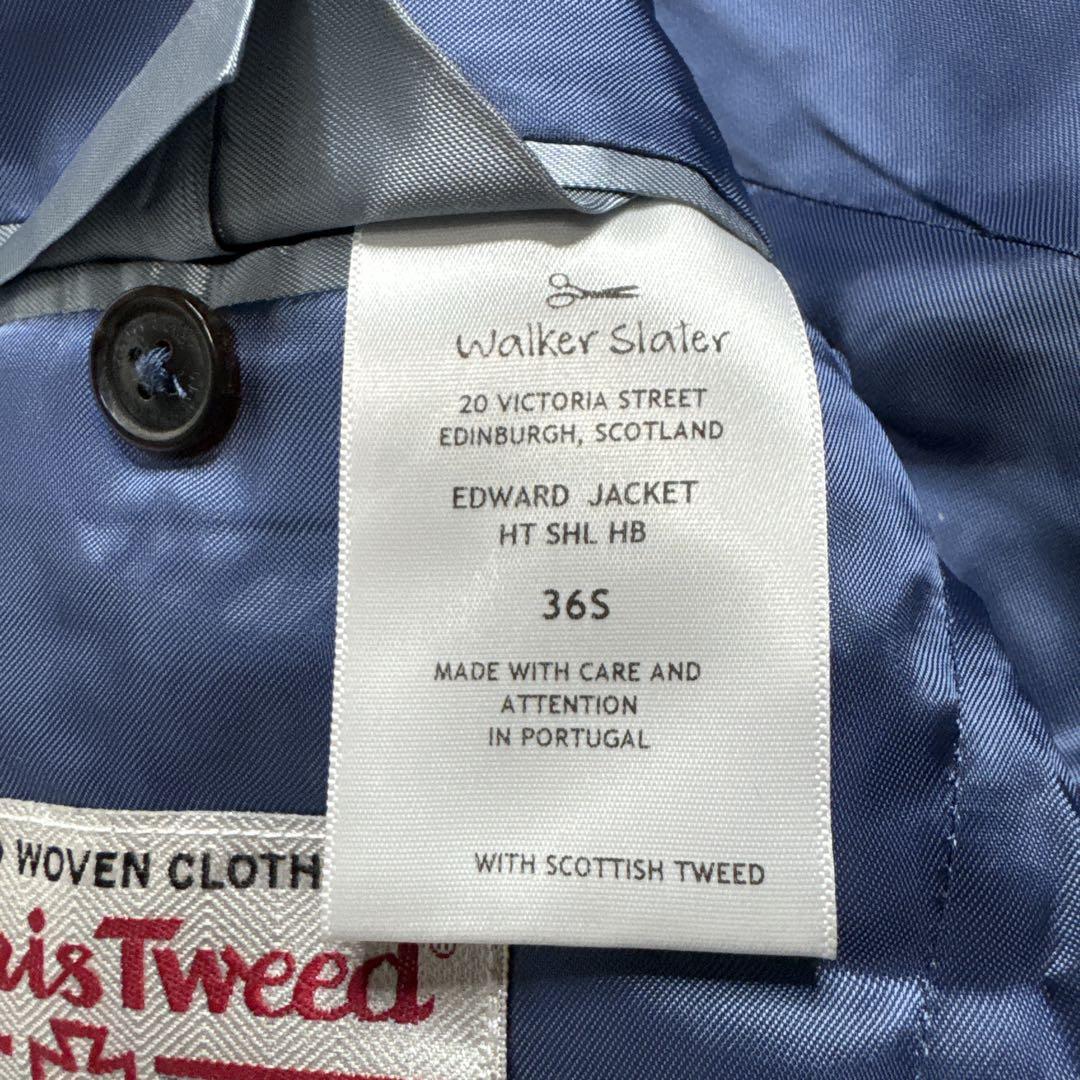 Walker Slater
20 VICTORIA STREET
EDINBURGH, SCOTLAND
EDWARD JACKET
HT SHL HB
36S
MADE WITH CARE AND
ATTENTION
IN PORTUGAL
WITH SCOTTISH TWEED
WOVEN CLOTH
Tweed®